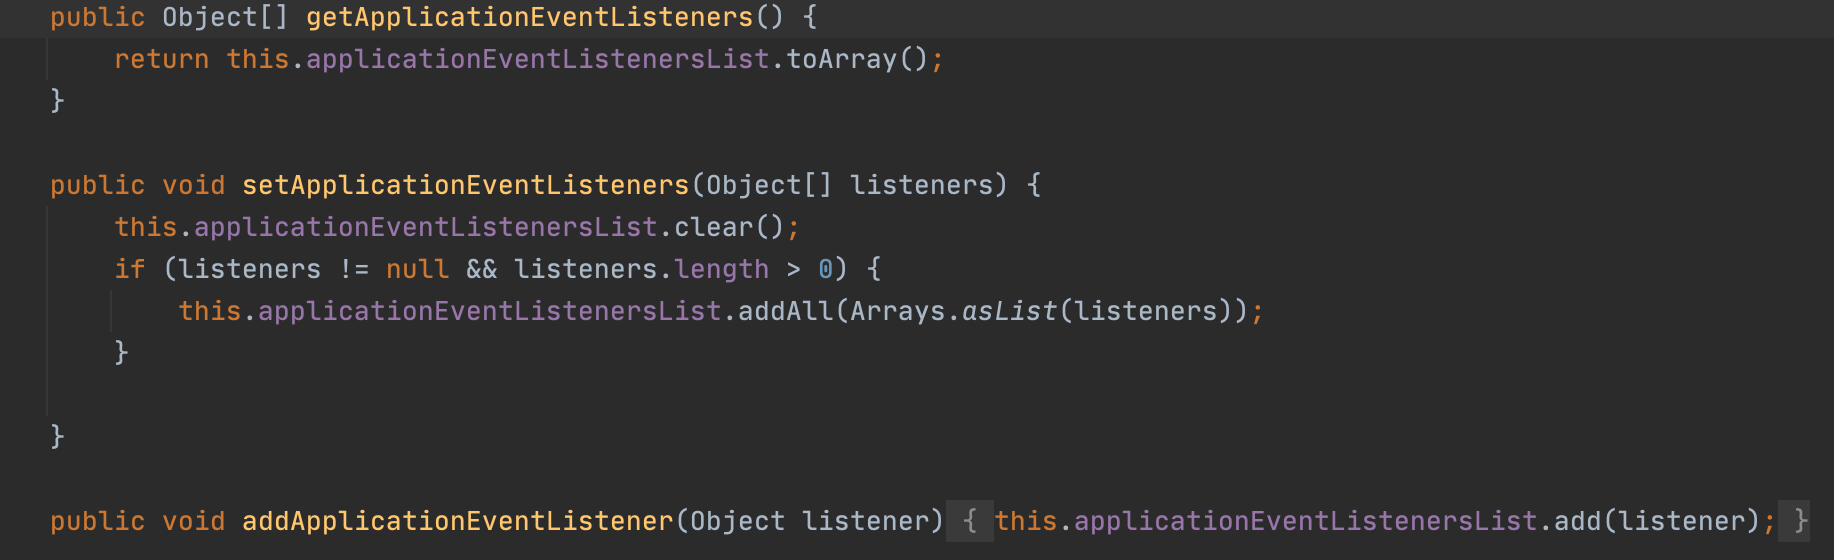 public Object[] getApplicationEventListeners() {
    return this.applicationEventListenersList.toArray();
}
public void setApplicationEventListeners(Object[] listeners) {
    this.applicationEventListenersList.clear();
    if (listeners != null && listeners.length > 0) {
        this.applicationEventListenersList.addAll(Arrays.asList(listeners));
    }
}
public void addApplicationEventListener(Object listener) { this.applicationEventListenersList.add(listener); }